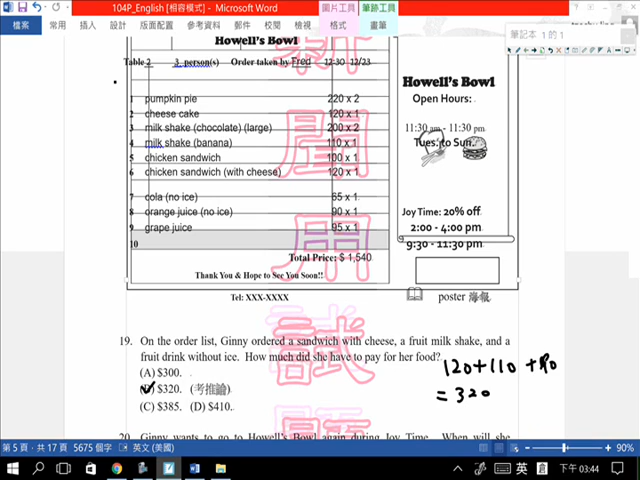 104P_English [相容模式] - Microsoft Word
圖片工具
筆跡工具
檔案
常用
插入
設計
版面配置
參考資料
郵件
校閱
檢視
格式
畫筆
筆記本 1 的 1
Howell's Bowl
Table 2 3 person(s) Order taken by Fred 12:30 12/23
1 pumpkin pie 220 x 2
2 cheese cake 120 x 1
3 milk shake (chocolate) (large) 200 x 2
4 milk shake (banana) 110 x 1
5 chicken sandwich 100 x 1
6 chicken sandwich (with cheese) 120 x 1
7 cola (no ice) 65 x 1
8 orange juice (no ice) 90 x 1
9 grape juice 95 x 1
10
Total Price: $ 1,540
Thank You & Hope to See You Soon!!
Tel: XXX-XXXX
Howell's Bowl
Open Hours:
11:30 am - 11:30 pm
Tues. to Sun.
Joy Time: 20% off
2:00 - 4:00 pm
9:30 - 11:30 pm
poster 海報
新
聞
用
試
題
19. On the order list, Ginny ordered a sandwich with cheese, a fruit milk shake, and a
fruit drink without ice. How much did she have to pay for her food?
(A) $300.
(B) $320. (考推論)
(C) $385. (D) $410.
120+110 +90
= 320
20. Ginny wants to go to Howell's Bowl again during Joy Time. When will she
第 5 頁，共 17 頁
5675 個字
英文 (美國)
90%
英
下午 03:44